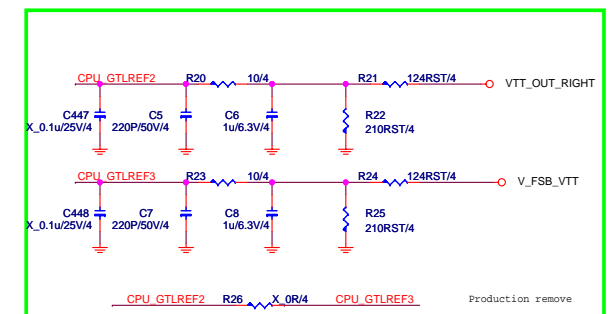 CPU_GTLREF2 R20 10/4 R21 124RST/4 VTT_OUT_RIGHT
C447 C5 C6 R22
X_0.1u/25V/4 220P/50V/4 1u/6.3V/4 210RST/4
CPU_GTLREF3 R23 10/4 R24 124RST/4 V_FSB_VTT
C448 C7 C8 R25
X_0.1u/25V/4 220P/50V/4 1u/6.3V/4 210RST/4
CPU_GTLREF2 R26 X_0R/4 CPU_GTLREF3 Production remove